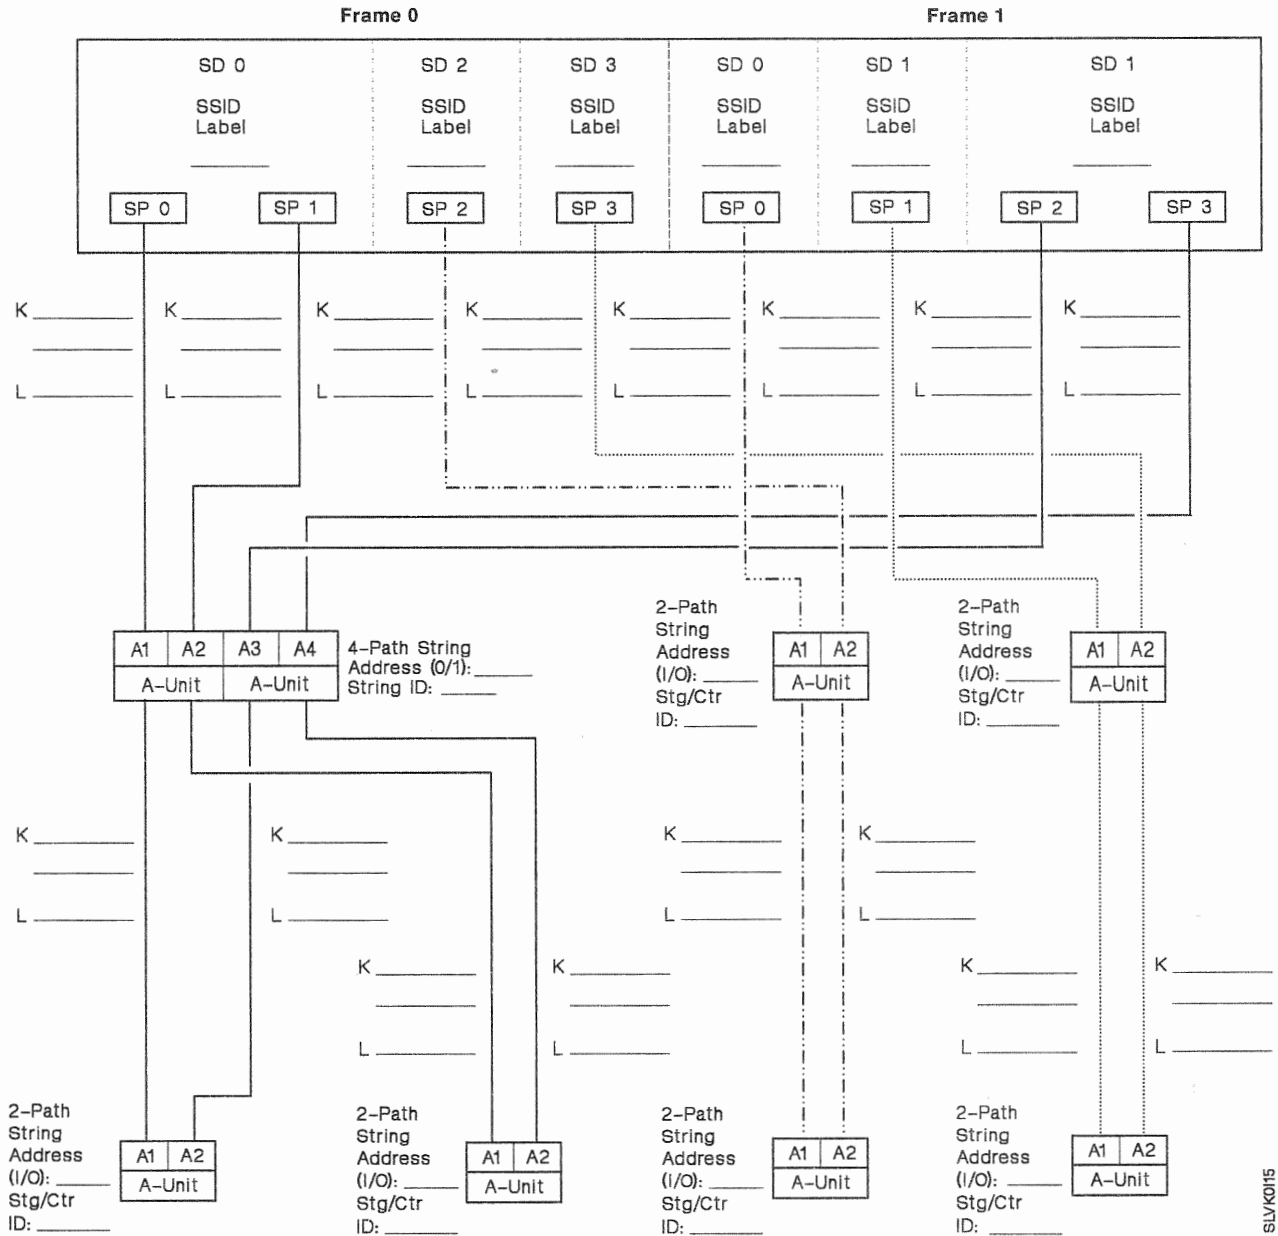 Frame 0 Frame 1
SD 0 SD 2 SD 3 SD 0 SD 1 SD 1
SSID SSID SSID SSID SSID SSID
Label Label Label Label Label Label
SP 0 SP 1 SP 2 SP 3 SP 0 SP 1 SP 2 SP 3
K K K K K K K K
L L L L L L L L
A1 A2 A3 A4
A-Unit A-Unit
4-Path String
Address (0/1):
String ID:
2-Path
String
Address
(I/O):
Stg/Ctr
ID:
A1 A2
A-Unit
2-Path
String
Address
(I/O):
Stg/Ctr
ID:
A1 A2
A-Unit
K K K K
L L L L
K K K K
L L L L
2-Path
String
Address
(I/O):
Stg/Ctr
ID:
A1 A2
A-Unit
2-Path
String
Address
(I/O):
Stg/Ctr
ID:
A1 A2
A-Unit
2-Path
String
Address
(I/O):
Stg/Ctr
ID:
A1 A2
A-Unit
2-Path
String
Address
(I/O):
Stg/Ctr
ID:
A1 A2
A-Unit
SLVK0115